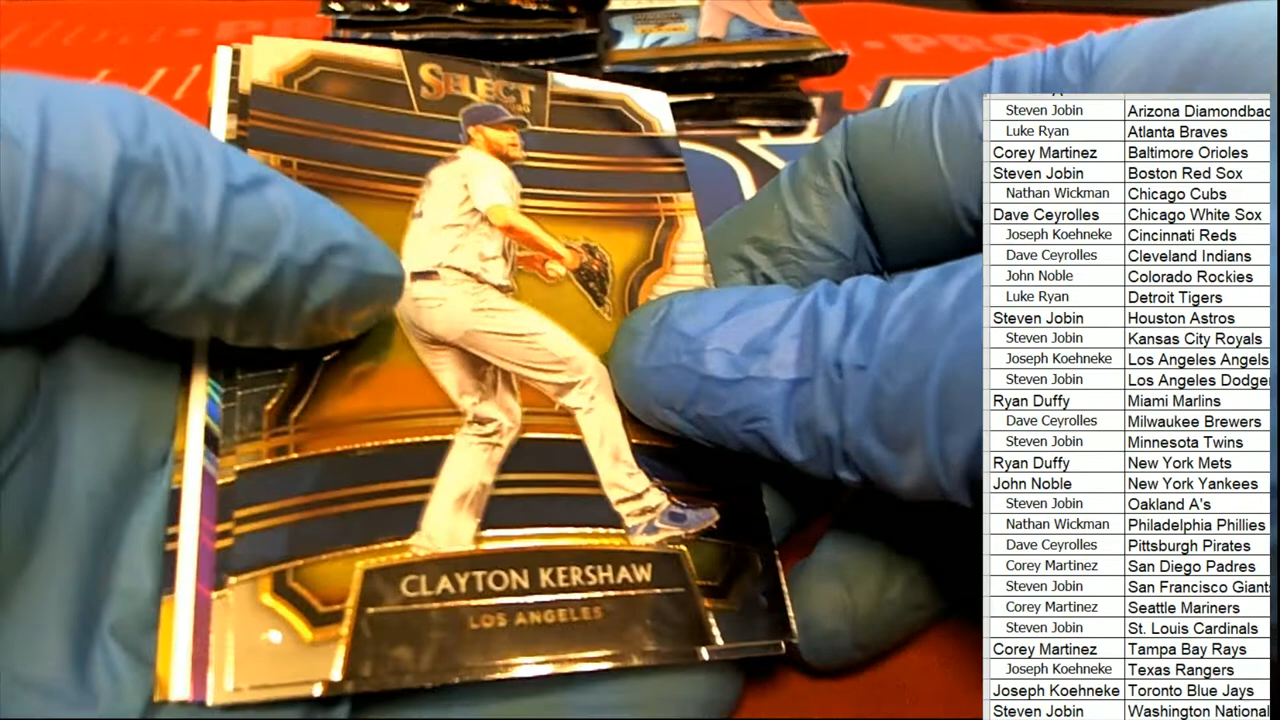 SELECT
CLAYTON KERSHAW
LOS ANGELES
Steven Jobin Arizona Diamondbac
Luke Ryan Atlanta Braves
Corey Martinez Baltimore Orioles
Steven Jobin Boston Red Sox
Nathan Wickman Chicago Cubs
Dave Ceyrolles Chicago White Sox
Joseph Koehneke Cincinnati Reds
Dave Ceyrolles Cleveland Indians
John Noble Colorado Rockies
Luke Ryan Detroit Tigers
Steven Jobin Houston Astros
Steven Jobin Kansas City Royals
Joseph Koehneke Los Angeles Angels
Steven Jobin Los Angeles Dodge
Ryan Duffy Miami Marlins
Dave Ceyrolles Milwaukee Brewers
Steven Jobin Minnesota Twins
Ryan Duffy New York Mets
John Noble New York Yankees
Steven Jobin Oakland A's
Nathan Wickman Philadelphia Phillies
Dave Ceyrolles Pittsburgh Pirates
Corey Martinez San Diego Padres
Steven Jobin San Francisco Giants
Corey Martinez Seattle Mariners
Steven Jobin St. Louis Cardinals
Corey Martinez Tampa Bay Rays
Joseph Koehneke Texas Rangers
Joseph Koehneke Toronto Blue Jays
Steven Jobin Washington National